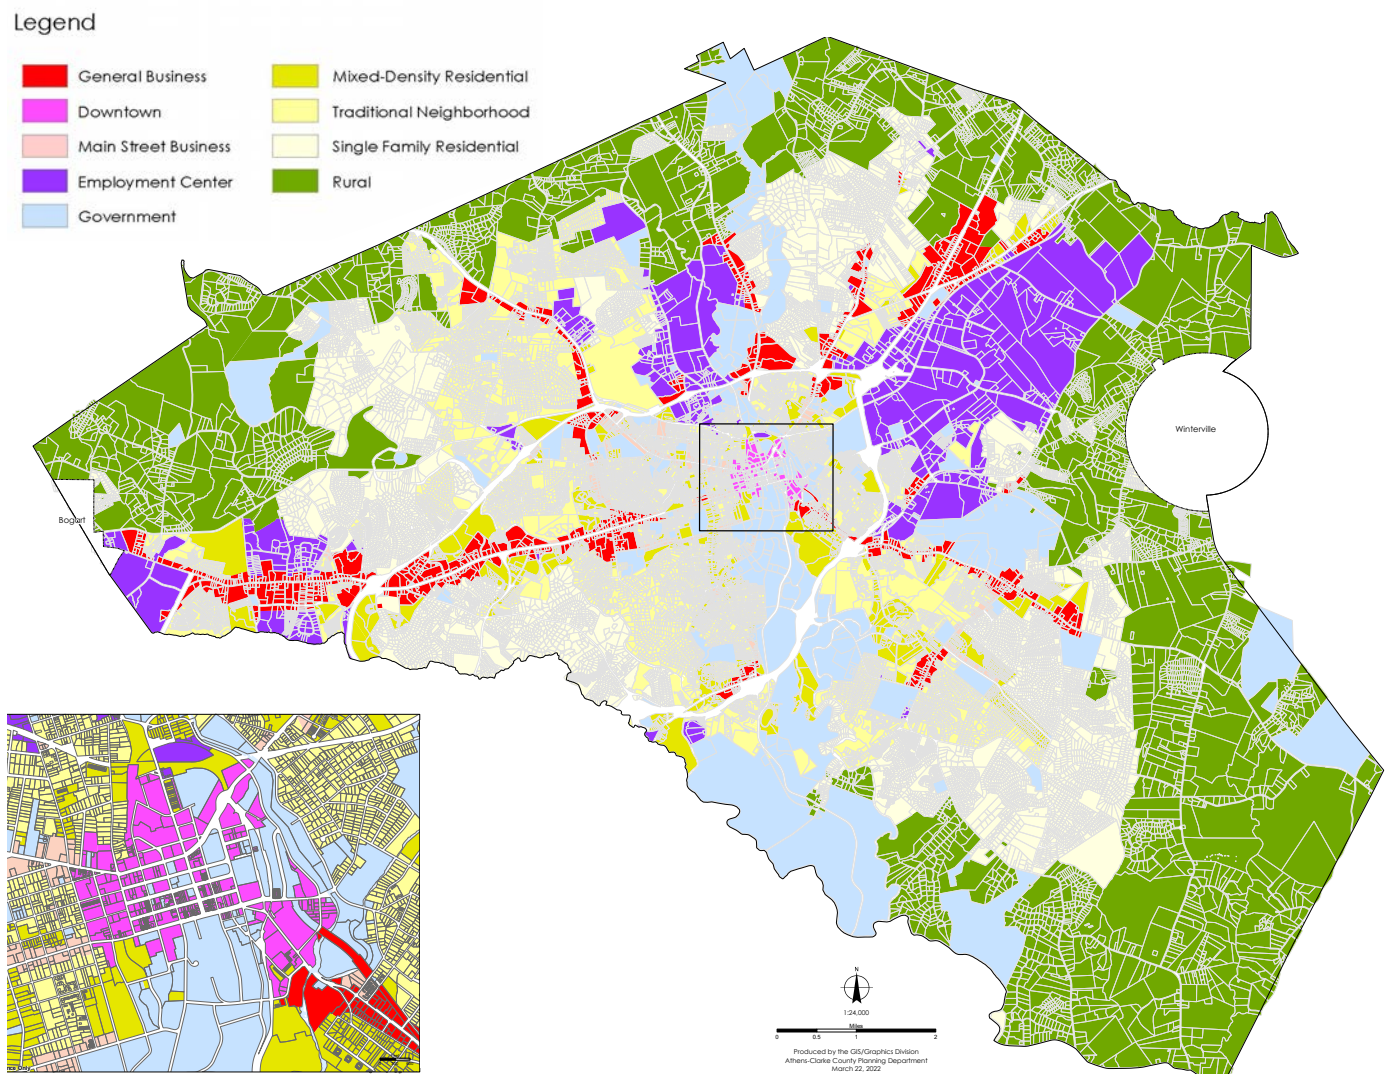 Legend
General Business
Downtown
Main Street Business
Employment Center
Government
Mixed-Density Residential
Traditional Neighborhood
Single Family Residential
Rural
Winterville
Bogart
N
1:24,000
Miles
0 0.5 1 2
Produced by the GIS/Graphics Division
Athens-Clarke County Planning Department
March 22, 2022